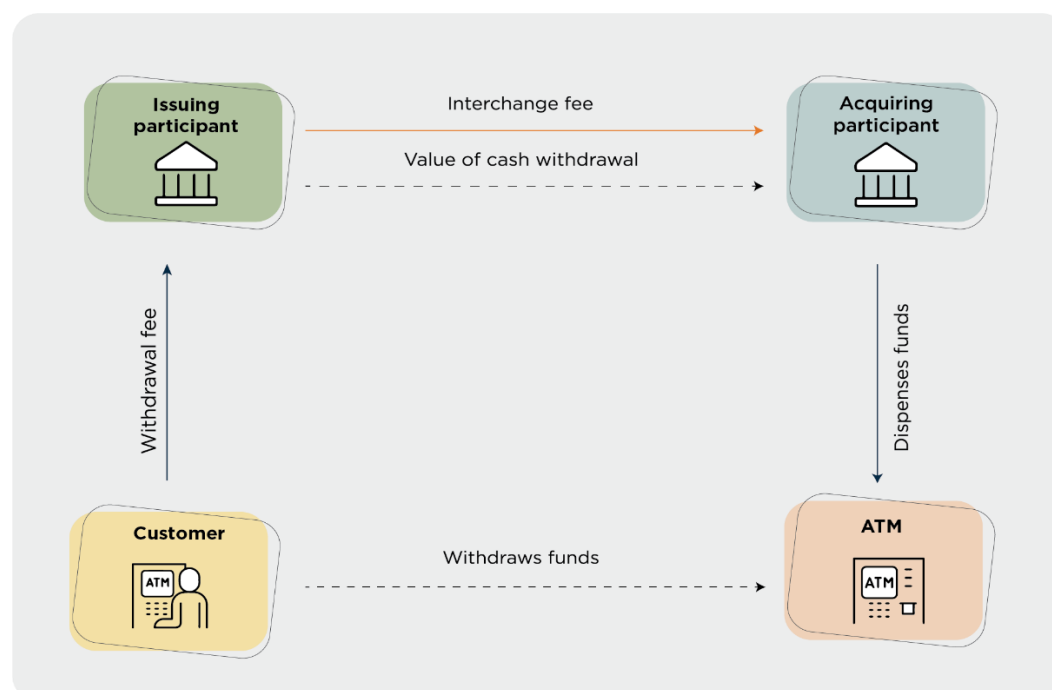 Issuing
participant
Interchange fee
Value of cash withdrawal
Acquiring
participant
Withdrawal fee
Dispenses funds
Customer
ATM
Withdraws funds
ATM
ATM